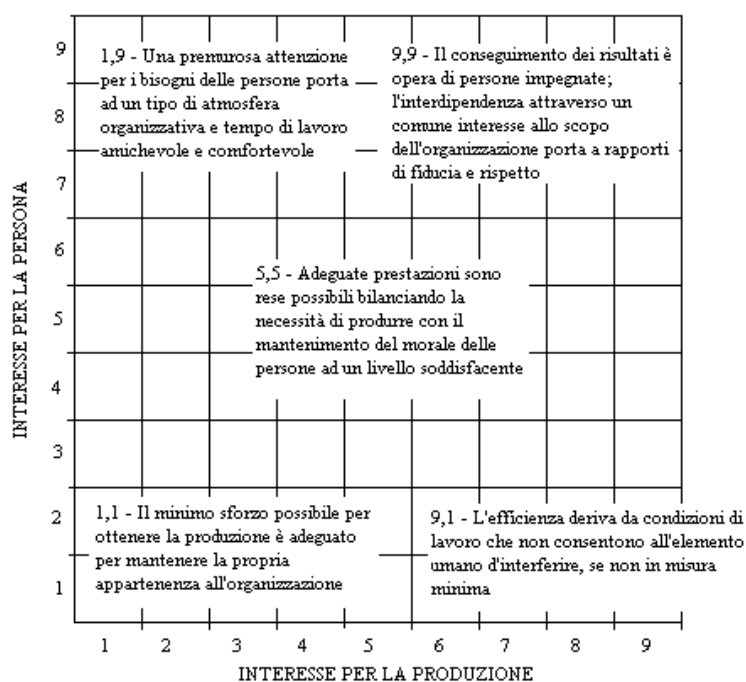 1,9 - Una premurosa attenzione
per i bisogni delle persone porta
ad un tipo di atmosfera
organizzativa e tempo di lavoro
amichevole e comfortevole
9,9 - Il conseguimento dei risultati è
opera di persone impegnate;
l'interdipendenza attraverso un
comune interesse allo scopo
dell'organizzazione porta a rapporti
di fiducia e rispetto
5,5 - Adeguate prestazioni sono
rese possibili bilanciando la
necessità di produrre con il
mantenimento del morale delle
persone ad un livello soddisfacente
1,1 - Il minimo sforzo possibile per
ottenere la produzione è adeguato
per mantenere la propria
appartenenza all'organizzazione
9,1 - L'efficienza deriva da condizioni di
lavoro che non consentono all'elemento
umano d'interferire, se non in misura
minima
INTERESSE PER LA PERSONA
9
8
7
6
5
4
3
2
1
1 2 3 4 5 6 7 8 9
INTERESSE PER LA PRODUZIONE